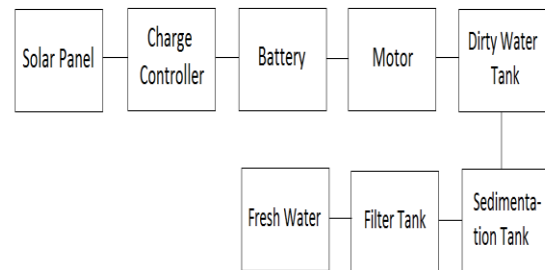 Solar Panel
Charge
Controller
Battery
Motor
Dirty Water
Tank
Fresh Water
Filter Tank
Sedimenta-
tion Tank